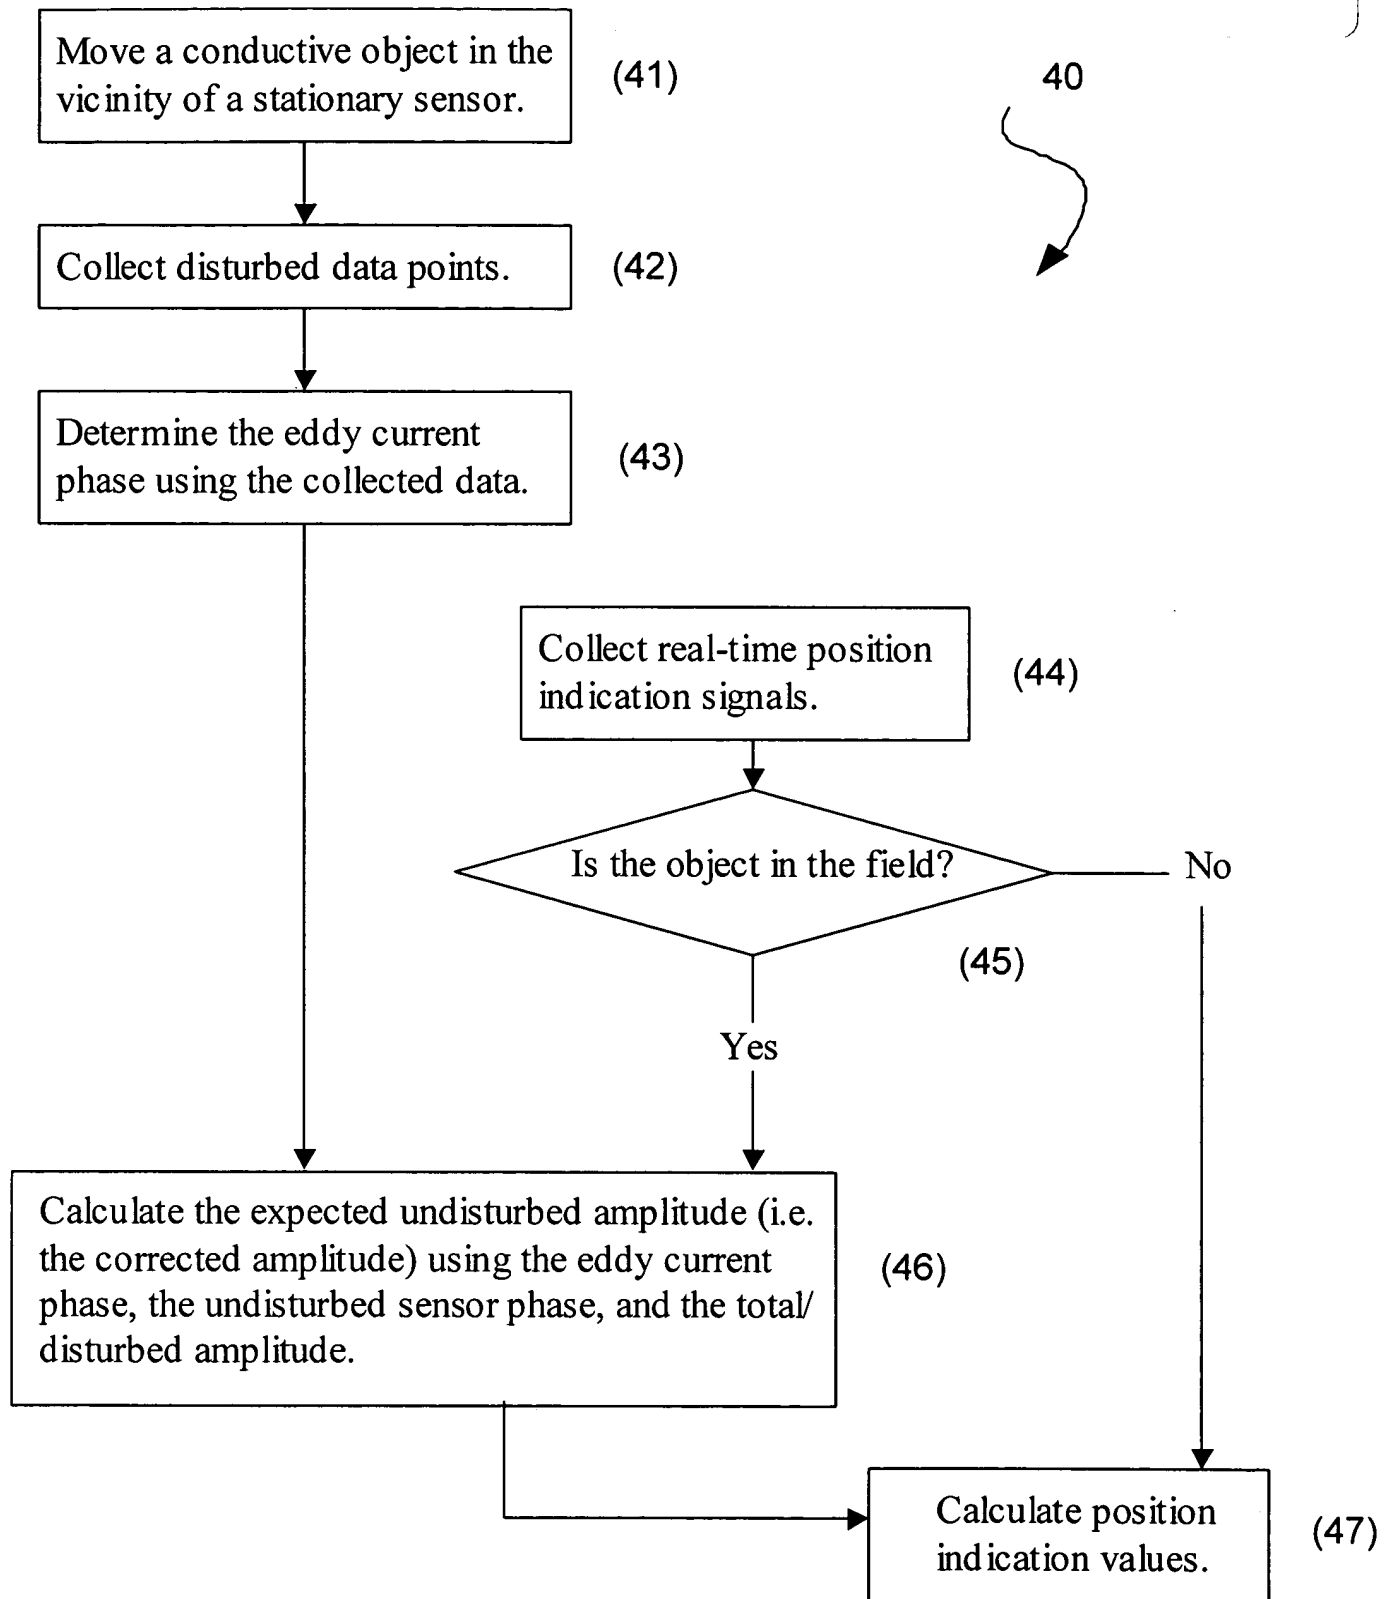 Move a conductive object in the
vicinity of a stationary sensor.
(41)
40
Collect disturbed data points.
(42)
Determine the eddy current
phase using the collected data.
(43)
Collect real-time position
indication signals.
(44)
Is the object in the field?
No
(45)
Yes
Calculate the expected undisturbed amplitude (i.e.
the corrected amplitude) using the eddy current
phase, the undisturbed sensor phase, and the total/
disturbed amplitude.
(46)
Calculate position
indication values.
(47)